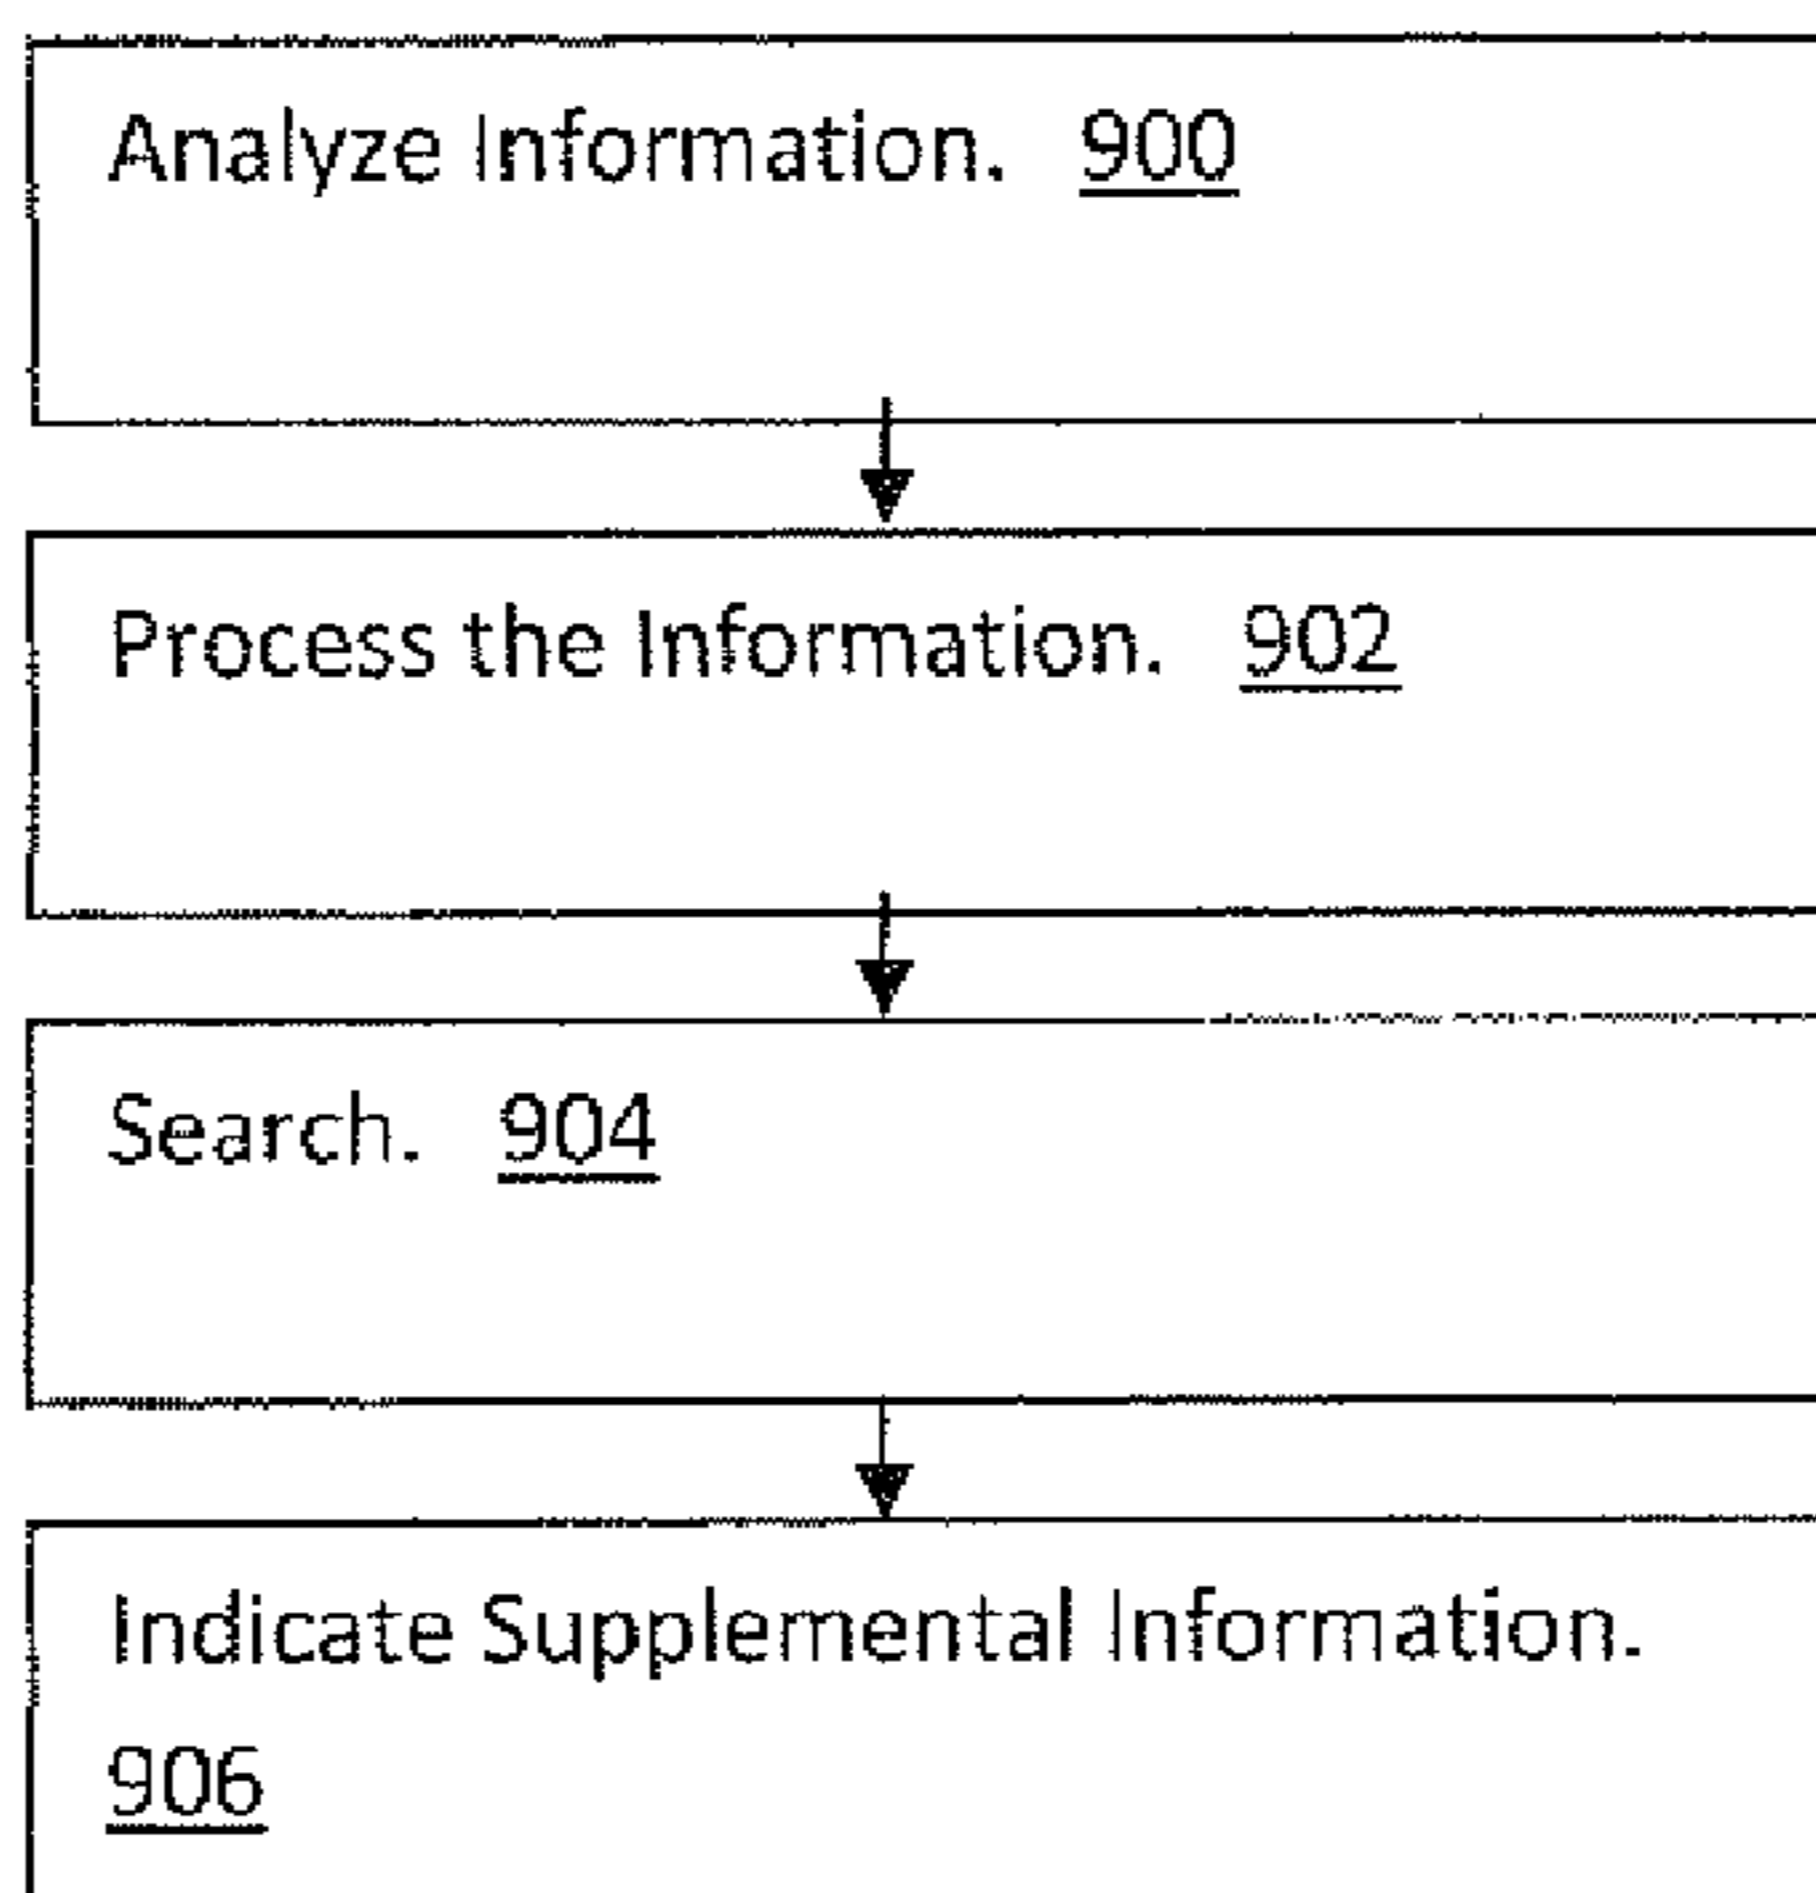 Analyze Information. 900
Process the Information. 902
Search. 904
Indicate Supplemental Information.
906